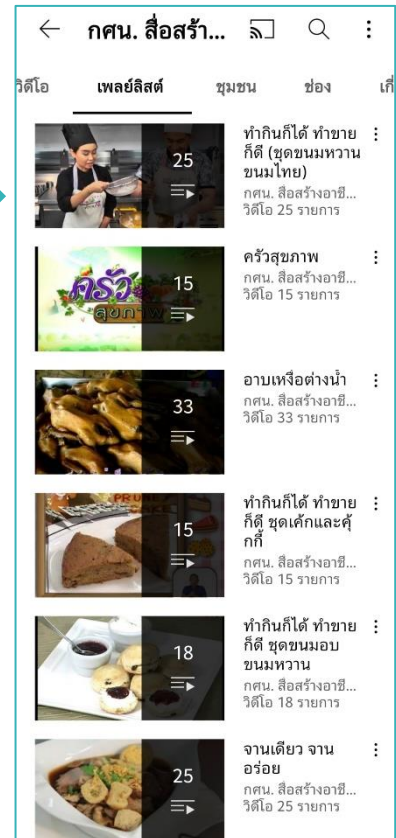 กศน. สื่อสร้า...
วิดีโอ เพลย์ลิสต์ ชุมชน ช่อง เกี่
25
ทำกินก็ได้ ทำขาย
ก็ดี (ชุดขนมหวาน
ขนมไทย)
กศน. สื่อสร้างอาชี...
วิดีโอ 25 รายการ
ครัว
สุขภาพ
15
ครัวสุขภาพ
กศน. สื่อสร้างอาชี...
วิดีโอ 15 รายการ
33
อาบเหงื่อต่างน้ำ
กศน. สื่อสร้างอาชี...
วิดีโอ 33 รายการ
PRUNE
CAKE
15
ทำกินก็ได้ ทำขาย
ก็ดี ชุดเค้กและคุ้
กกี้
กศน. สื่อสร้างอาชี...
วิดีโอ 15 รายการ
18
ทำกินก็ได้ ทำขาย
ก็ดี ชุดขนมอบ
ขนมหวาน
กศน. สื่อสร้างอาชี...
วิดีโอ 18 รายการ
25
จานเดียว จาน
อร่อย
กศน. สื่อสร้างอาชี...
วิดีโอ 25 รายการ